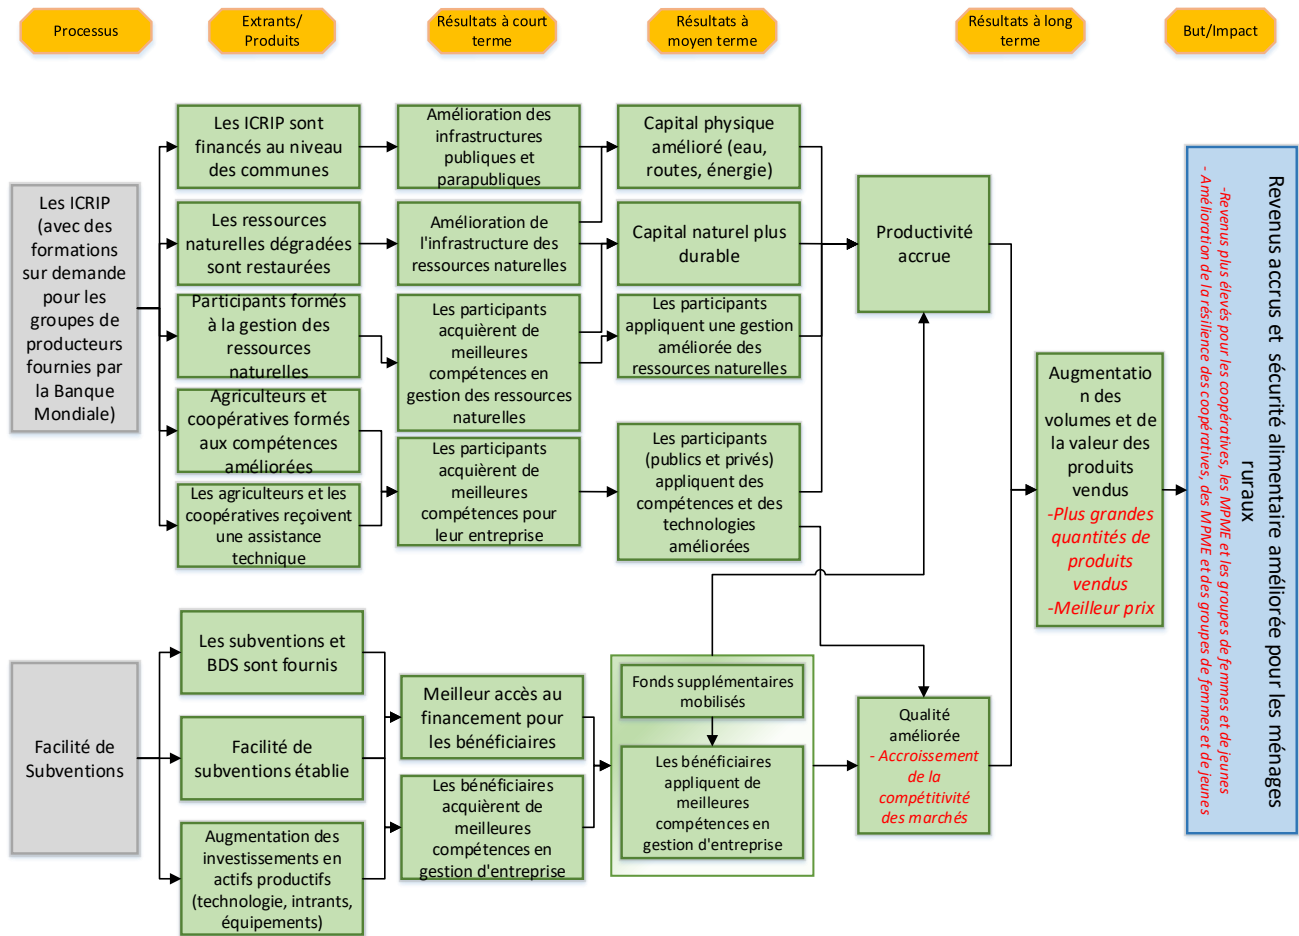 Processus
Extrants/
Produits
Résultats à court
terme
Résultats à
moyen terme
Résultats à long
terme
But/Impact
Les ICRIP
(avec des
formations
sur demande
pour les
groupes de
producteurs
fournies par
la Banque
Mondiale)
Les ICRIP sont
financés au niveau
des communes
Les ressources
naturelles dégradées
sont restaurées
Participants formés
à la gestion des
ressources
naturelles
Agriculteurs et
coopératives formés
aux compétences
améliorées
Les agriculteurs et les
coopératives reçoivent
une assistance
technique
Amélioration des
infrastructures
publiques et
parapubliques
Amélioration de
l'infrastructure des
ressources naturelles
Les participants
acquièrent de
meilleures
compétences en
gestion des ressources
naturelles
Les participants
acquièrent de
meilleures
compétences pour
leur entreprise
Capital physique
amélioré (eau,
routes, énergie)
Capital naturel plus
durable
Les participants
appliquent une gestion
améliorée des
ressources naturelles
Les participants
(publics et privés)
appliquent des
compétences et des
technologies
améliorées
Productivité
accrue
Facilité de
Subventions
Les subventions et
BDS sont fournis
Facilité de
subventions établie
Augmentation des
investissements en
actifs productifs
(technologie, intrants,
équipements)
Meilleur accès au
financement pour
les bénéficiaires
Les bénéficiaires
acquièrent de
meilleures
compétences en
gestion d'entreprise
Fonds supplémentaires
mobilisés
Les bénéficiaires
appliquent de
meilleures
compétences en
gestion d'entreprise
Qualité
améliorée
- Accroissement
de la
compétitivité
des marchés
Augmentatio
n des
volumes et de
la valeur des
produits
vendus
-Plus grandes
quantités de
produits
vendus
-Meilleur prix
Revenus accrus et sécurité alimentaire améliorée pour les ménages
ruraux
-Revenus plus élevés pour les coopératives, les MPME et les groupes de femmes et de jeunes
- Amélioration de la résilience des coopératives, des MPME et des groupes de femmes et de jeunes